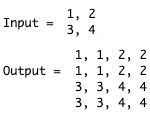 1, 2
Input =
3, 4
1, 1, 2, 2
1, 1, 2, 2
Output =
3, 3, 4, 4
3, 3, 4, 4